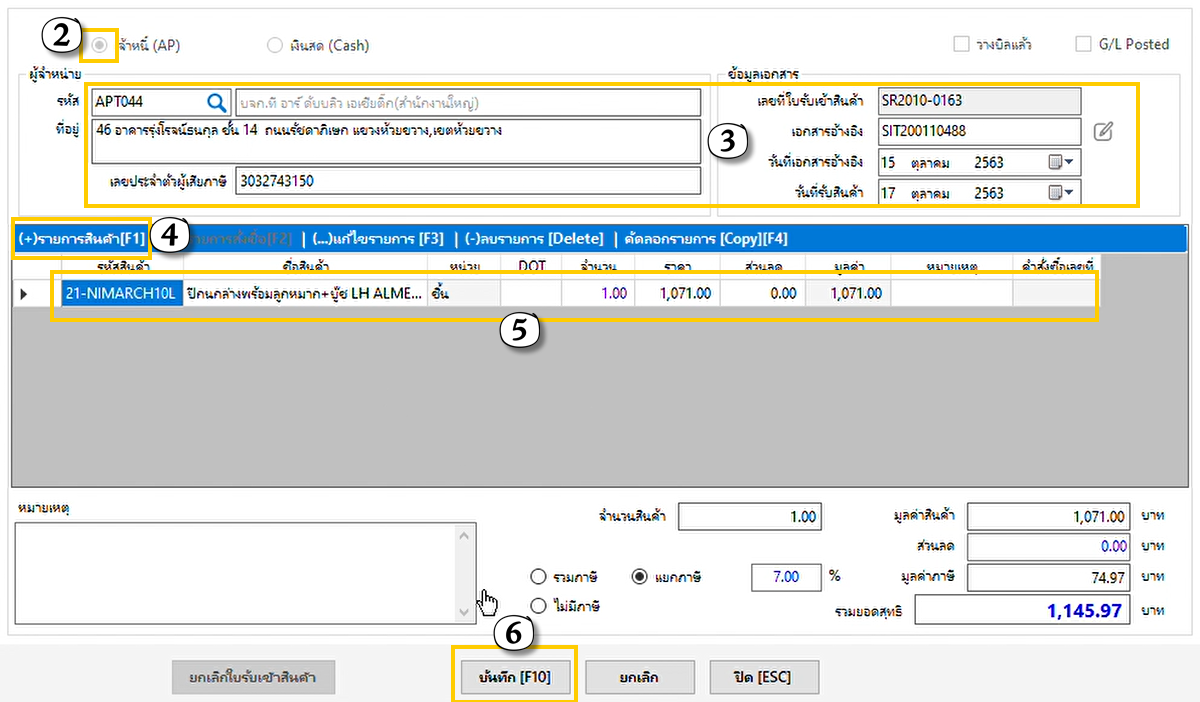 2 เจ้าหนี้ (AP) เงินสด (Cash) วางบิลแล้ว G/L Posted
ผู้จำหน่าย ข้อมูลเอกสาร
รหัส APT044 บจก.ที อาร์ ดับบลิว เอเซียติ๊ก(สำนักงานใหญ่) เลขที่ใบรับเข้าสินค้า SR2010-0163
ที่อยู่ 46 อาคารรุ่งโรจน์ธนกุล ชั้น 14 ถนนรัชดาภิเษก แขวงห้วยขวาง,เขตห้วยขวาง 3 เอกสารอ้างอิง SIT200110488
วันที่เอกสารอ้างอิง 15 ตุลาคม 2563
เลขประจำตัวผู้เสียภาษี 3032743150 วันที่รับสินค้า 17 ตุลาคม 2563
(+)รายการสินค้า[F1] 4 รายการสั่งซื้อ[F2] | (...)แก้ไขรายการ [F3] | (-)ลบรายการ [Delete] | คัดลอกรายการ [Copy][F4]
รหัสสินค้า ชื่อสินค้า หน่วย DOT จำนวน ราคา ส่วนลด มูลค่า หมายเหตุ คำสั่งซื้อเลขที่
21-NIMARCH10L ปีกนกล่างพร้อมลูกหมาก+บู๊ช LH ALME... ชิ้น 1.00 1,071.00 0.00 1,071.00
5
หมายเหตุ จำนวนสินค้า 1.00 มูลค่าสินค้า 1,071.00 บาท
ส่วนลด 0.00 บาท
รวมภาษี แยกภาษี 7.00 % มูลค่าภาษี 74.97 บาท
ไม่มีภาษี รวมยอดสุทธิ 1,145.97 บาท
6
ยกเลิกใบรับเข้าสินค้า บันทึก [F10] ยกเลิก ปิด [ESC]